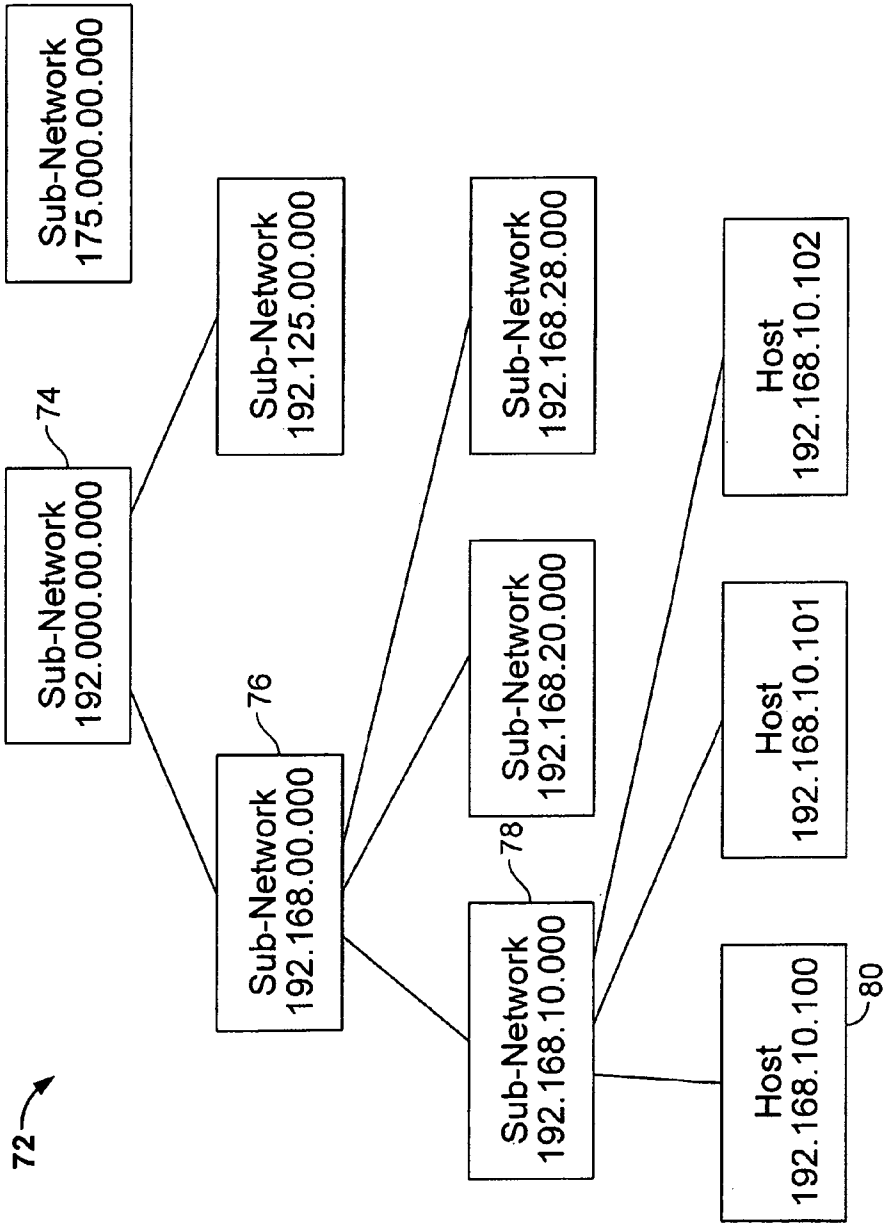 72
Sub-Network
192.000.00.000
74
Sub-Network
175.000.00.000
Sub-Network
192.168.00.000
76
Sub-Network
192.125.00.000
Sub-Network
192.168.10.000
78
Sub-Network
192.168.20.000
Sub-Network
192.168.28.000
Host
192.168.10.100
80
Host
192.168.10.101
Host
192.168.10.102